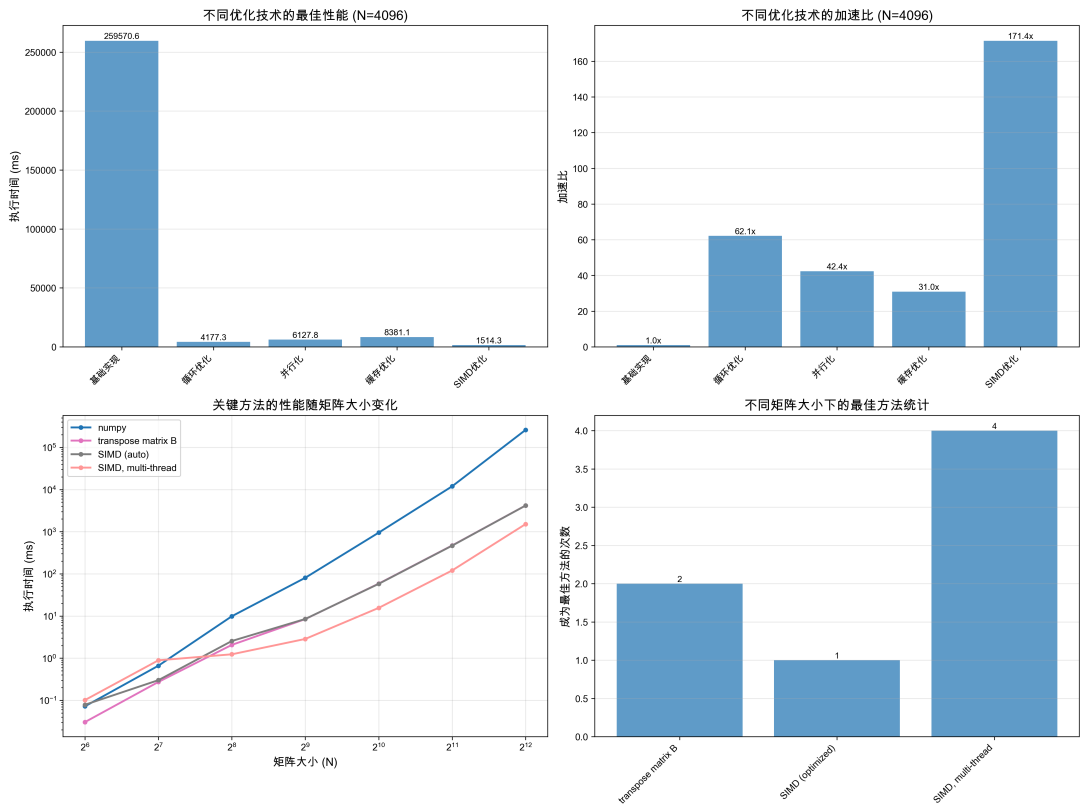 不同优化技术的最佳性能 (N=4096)
执行时间 (ms)
250000
200000
150000
100000
50000
0
259570.6
4177.3
6127.8
8381.1
1514.3
基础实现
循环优化
并行化
缓存优化
SIMD优化
不同优化技术的加速比 (N=4096)
加速比
160
140
120
100
80
60
40
20
0
1.0x
62.1x
42.4x
31.0x
171.4x
基础实现
循环优化
并行化
缓存优化
SIMD优化
关键方法的性能随矩阵大小变化
numpy
transpose matrix B
SIMD (auto)
SIMD, multi-thread
执行时间 (ms)
10⁵
10⁴
10³
10²
10¹
10⁰
10⁻¹
2⁶
2⁷
2⁸
2⁹
2¹⁰
2¹¹
2¹²
矩阵大小 (N)
不同矩阵大小下的最佳方法统计
成为最佳方法的次数
4.0
3.5
3.0
2.5
2.0
1.5
1.0
0.5
0.0
2
1
4
transpose matrix B
SIMD (optimized)
SIMD, multi-thread